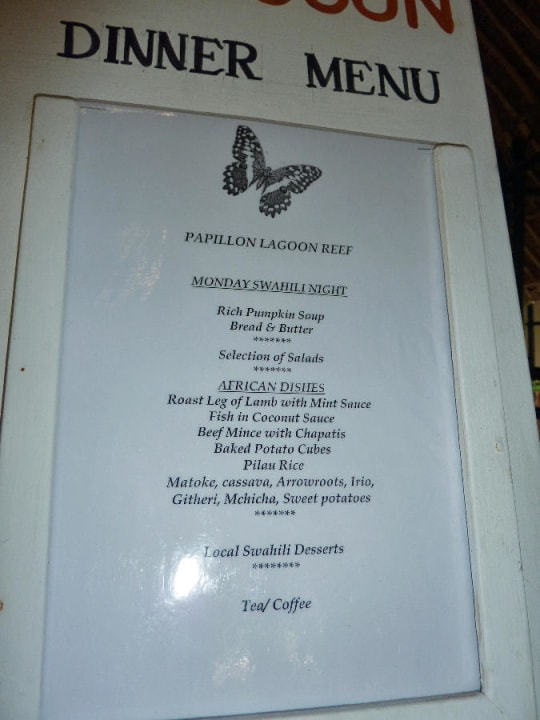 DINNER MENU
PAPILLON LAGOON REEF
MONDAY SWAHILI NIGHT
Rich Pumpkin Soup
Bread & Butter
*******
Selection of Salads
*******
AFRICAN DISHES
Roast Leg of Lamb with Mint Sauce
Fish in Coconut Sauce
Beef Mince with Chapatis
Baked Potato Cubes
Pilau Rice
Matoke, cassava, Arrowroots, Irio,
Githeri, Mchicha, Sweet potatoes
*******
Local Swahili Desserts
********
Tea/ Coffee